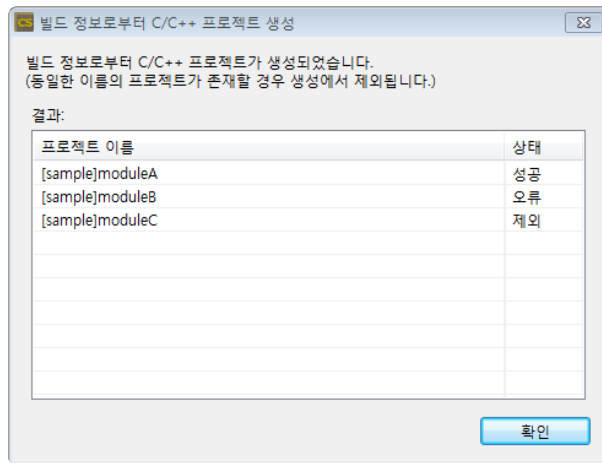 CS 빌드 정보로부터 C/C++ 프로젝트 생성
빌드 정보로부터 C/C++ 프로젝트가 생성되었습니다.
(동일한 이름의 프로젝트가 존재할 경우 생성에서 제외됩니다.)
결과:
프로젝트 이름 상태
[sample]moduleA 성공
[sample]moduleB 오류
[sample]moduleC 제외
확인